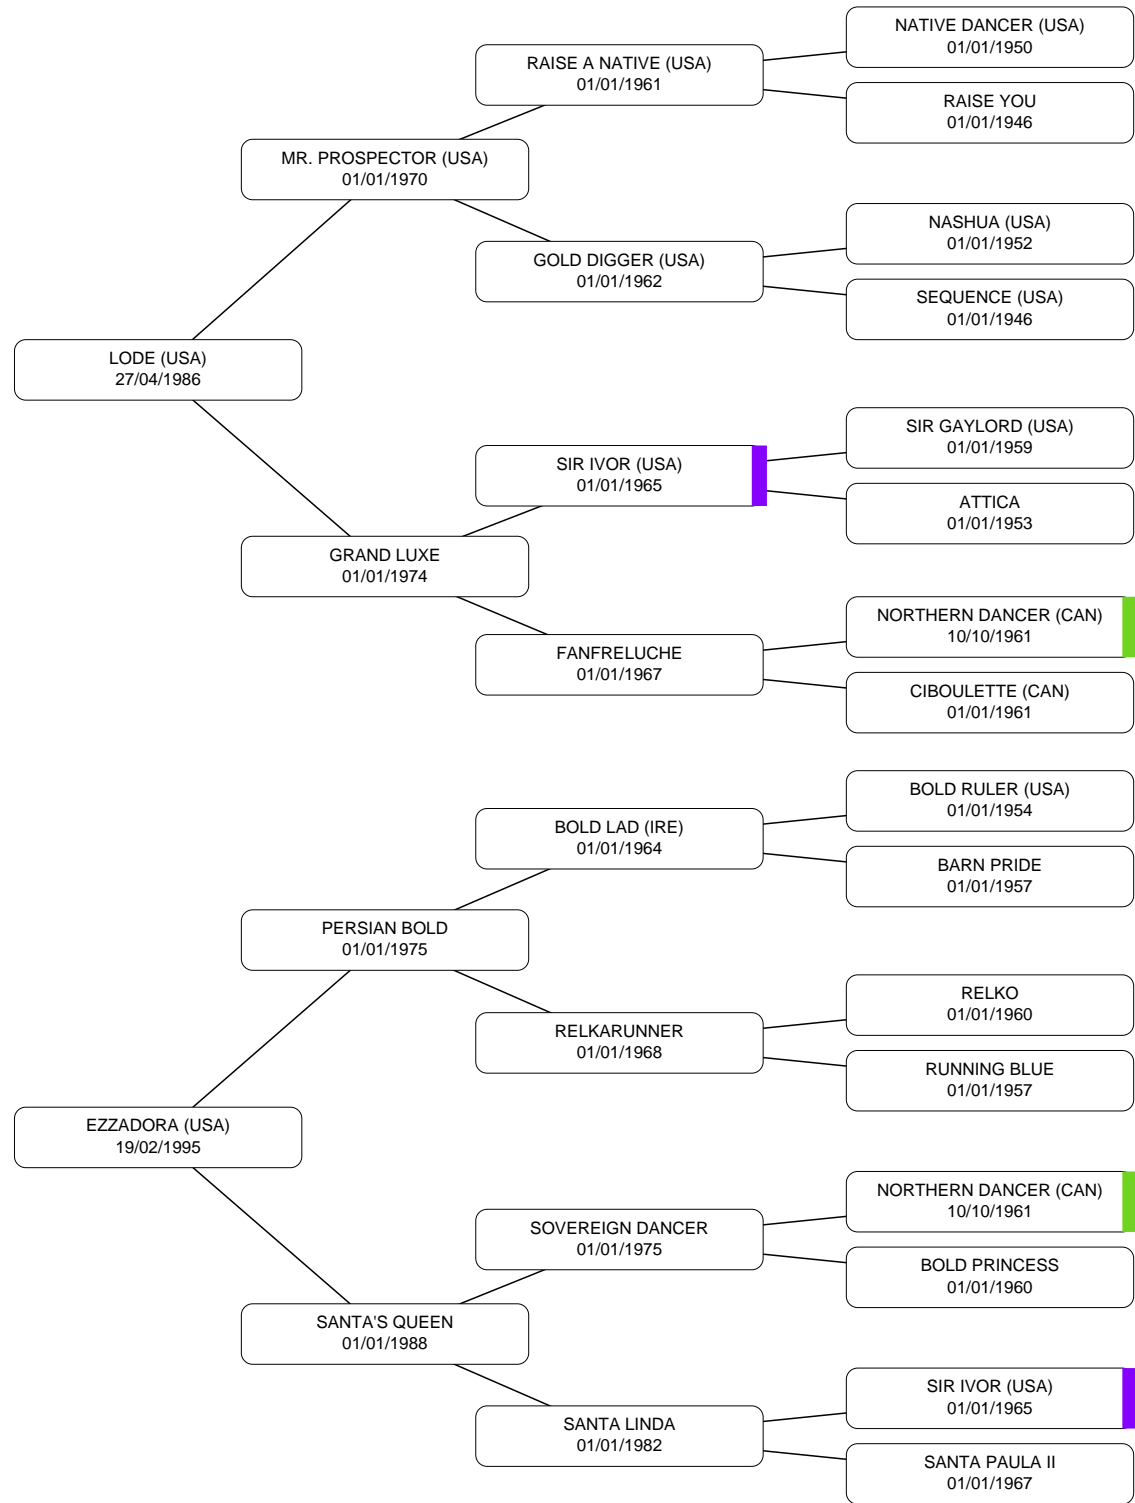 NATIVE DANCER (USA)
01/01/1950
RAISE A NATIVE (USA)
01/01/1961
RAISE YOU
01/01/1946
MR. PROSPECTOR (USA)
01/01/1970
NASHUA (USA)
01/01/1952
GOLD DIGGER (USA)
01/01/1962
SEQUENCE (USA)
01/01/1946
LODE (USA)
27/04/1986
SIR GAYLORD (USA)
01/01/1959
SIR IVOR (USA)
01/01/1965
ATTICA
01/01/1953
GRAND LUXE
01/01/1974
NORTHERN DANCER (CAN)
10/10/1961
FANFRELUCHE
01/01/1967
CIBOULETTE (CAN)
01/01/1961
BOLD RULER (USA)
01/01/1954
BOLD LAD (IRE)
01/01/1964
BARN PRIDE
01/01/1957
PERSIAN BOLD
01/01/1975
RELKO
01/01/1960
RELKARUNNER
01/01/1968
RUNNING BLUE
01/01/1957
EZZADORA (USA)
19/02/1995
NORTHERN DANCER (CAN)
10/10/1961
SOVEREIGN DANCER
01/01/1975
BOLD PRINCESS
01/01/1960
SANTA'S QUEEN
01/01/1988
SIR IVOR (USA)
01/01/1965
SANTA LINDA
01/01/1982
SANTA PAULA II
01/01/1967